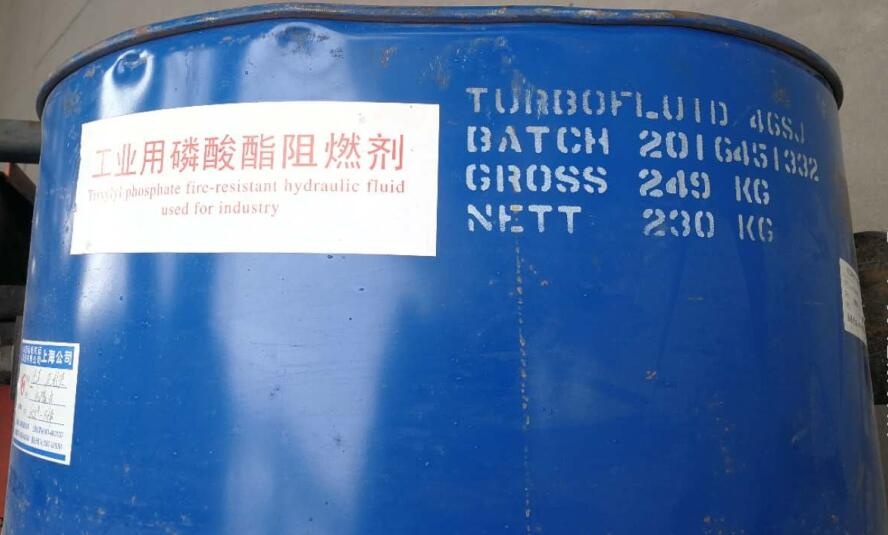 工业用磷酸酯阻燃剂
Trixylyl phosphate fire-resistant hydraulic fluid
used for industry
TURBOFLUID 46SJ
BATCH 2016451332
GROSS 249 KG
NETT 230 KG
上海公司